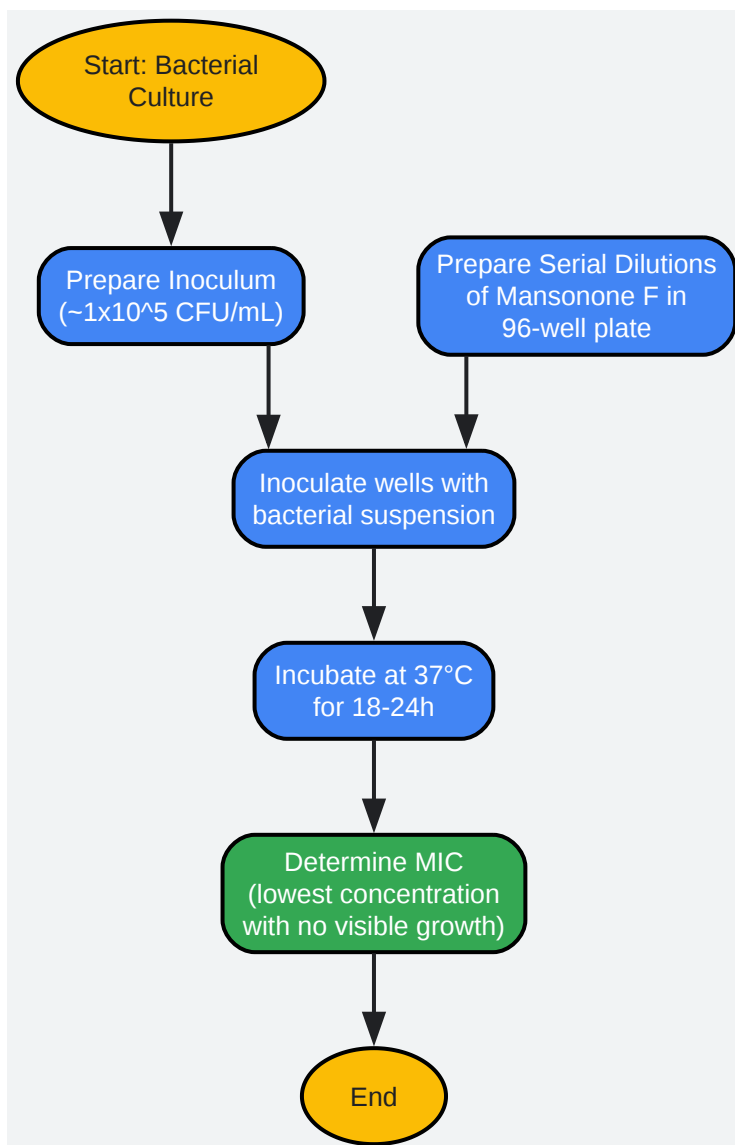 Start: Bacterial
Culture
Prepare Inoculum
(~1x10^5 CFU/mL)
Prepare Serial Dilutions
of Mansonone F in
96-well plate
Inoculate wells with
bacterial suspension
Incubate at 37°C
for 18-24h
Determine MIC
(lowest concentration
with no visible growth)
End